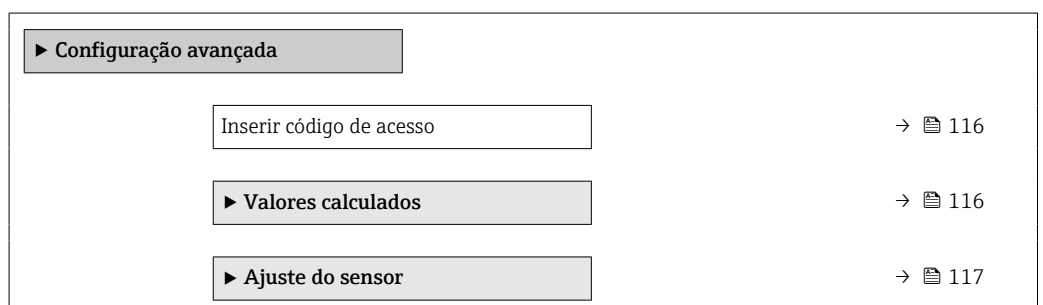 ▶ Configuração avançada
Inserir código de acesso → 116
▶ Valores calculados → 116
▶ Ajuste do sensor → 117